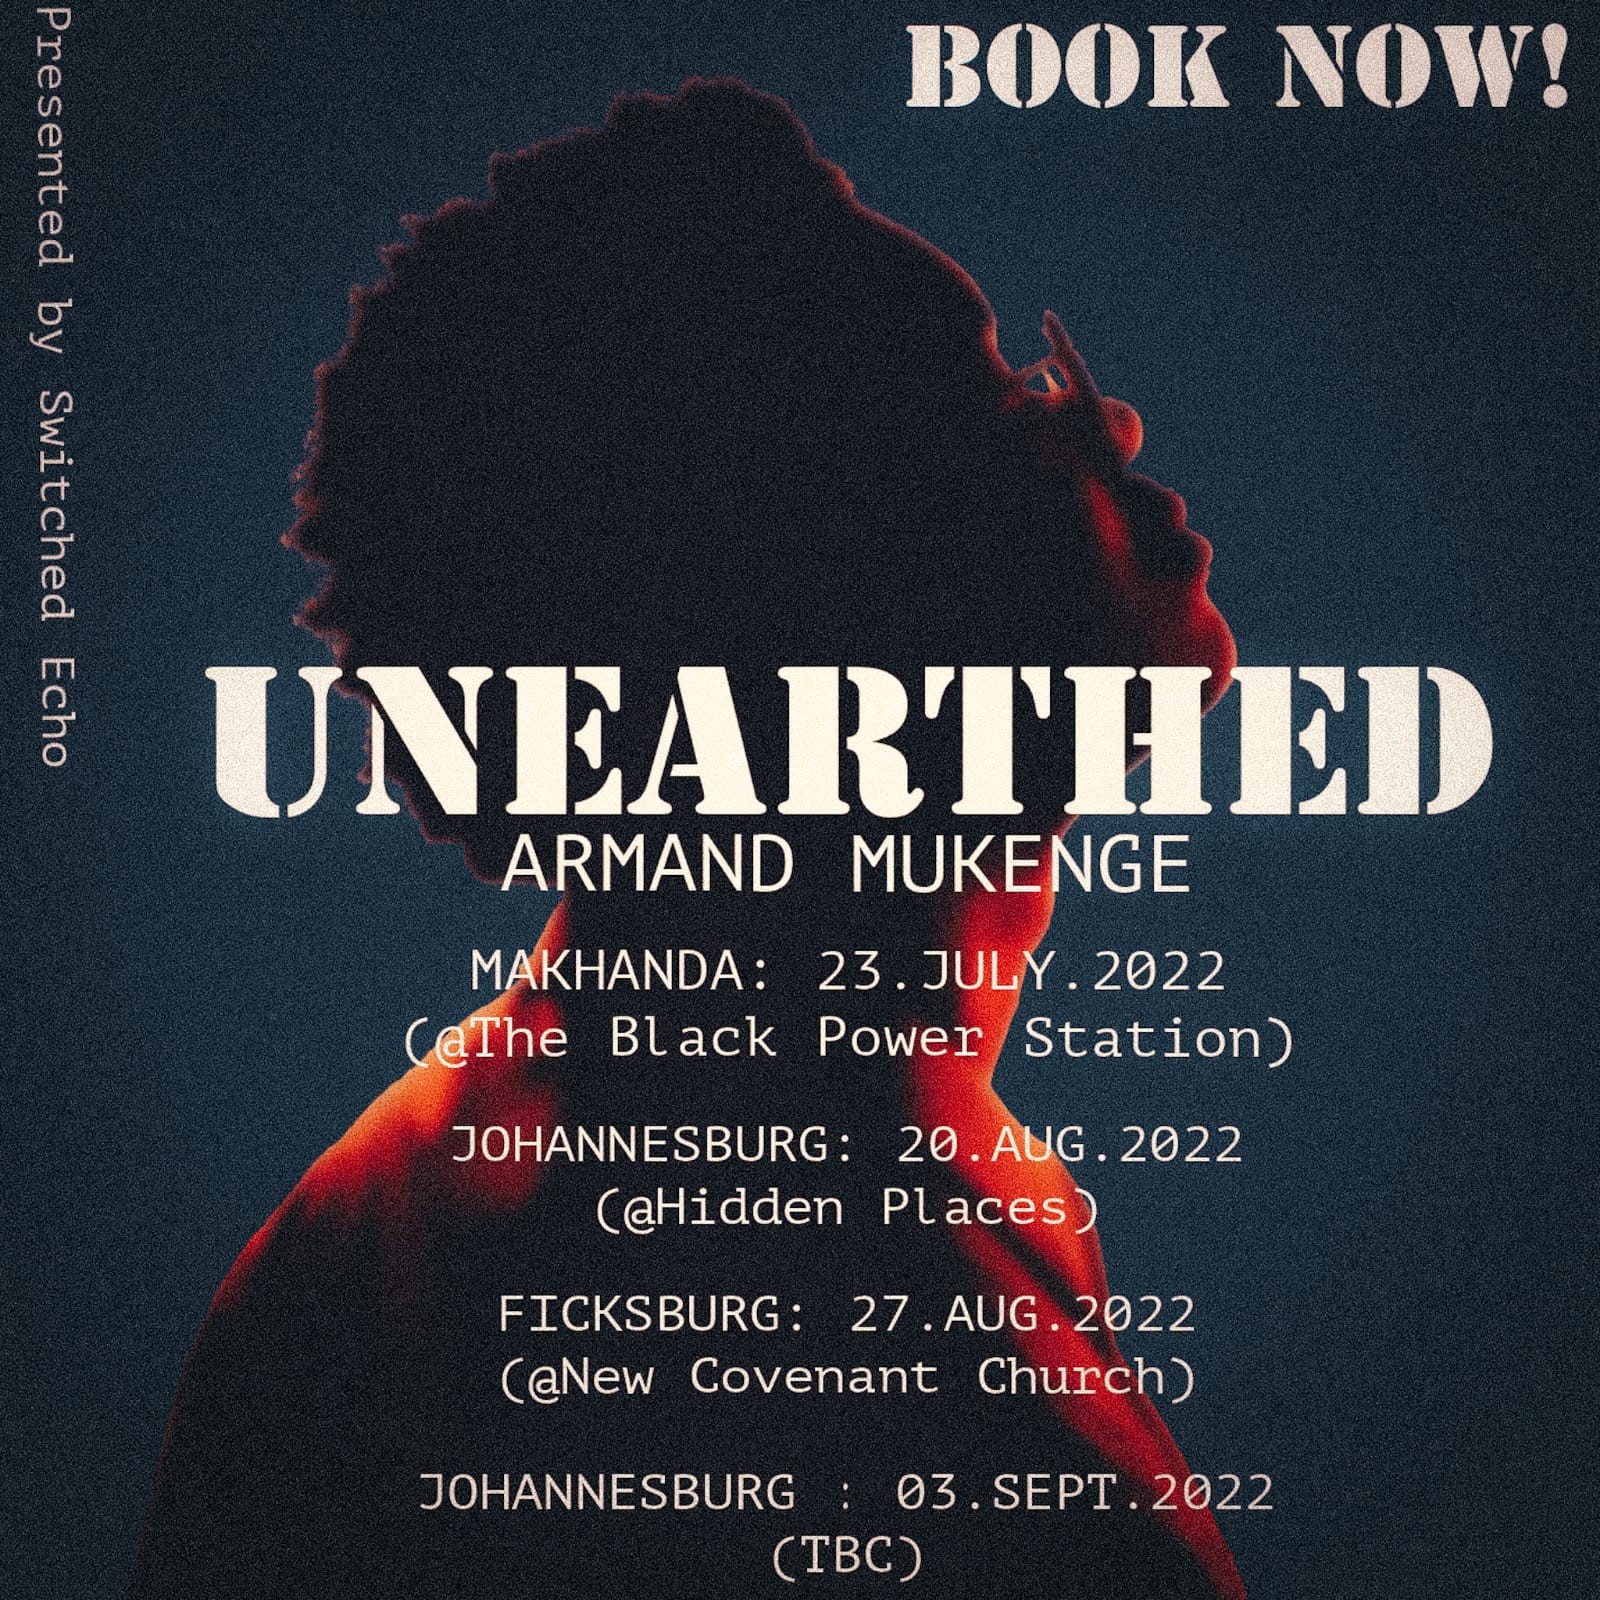 Presented by Switched Echo
BOOK NOW!
UNEARTHED
ARMAND MUKENGE
MAKHANDA: 23.JULY.2022
(@The Black Power Station)
JOHANNESBURG: 20.AUG.2022
(@Hidden Places)
FICKSBURG: 27.AUG.2022
(@New Covenant Church)
JOHANNESBURG : 03.SEPT.2022
(TBC)